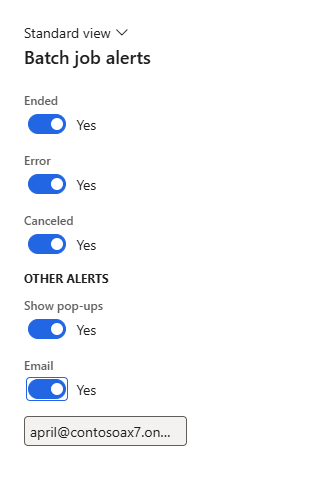 Standard view
Batch job alerts
Ended
Yes
Error
Yes
Canceled
Yes
OTHER ALERTS
Show pop-ups
Yes
Email
Yes
april@contosoax7.on...